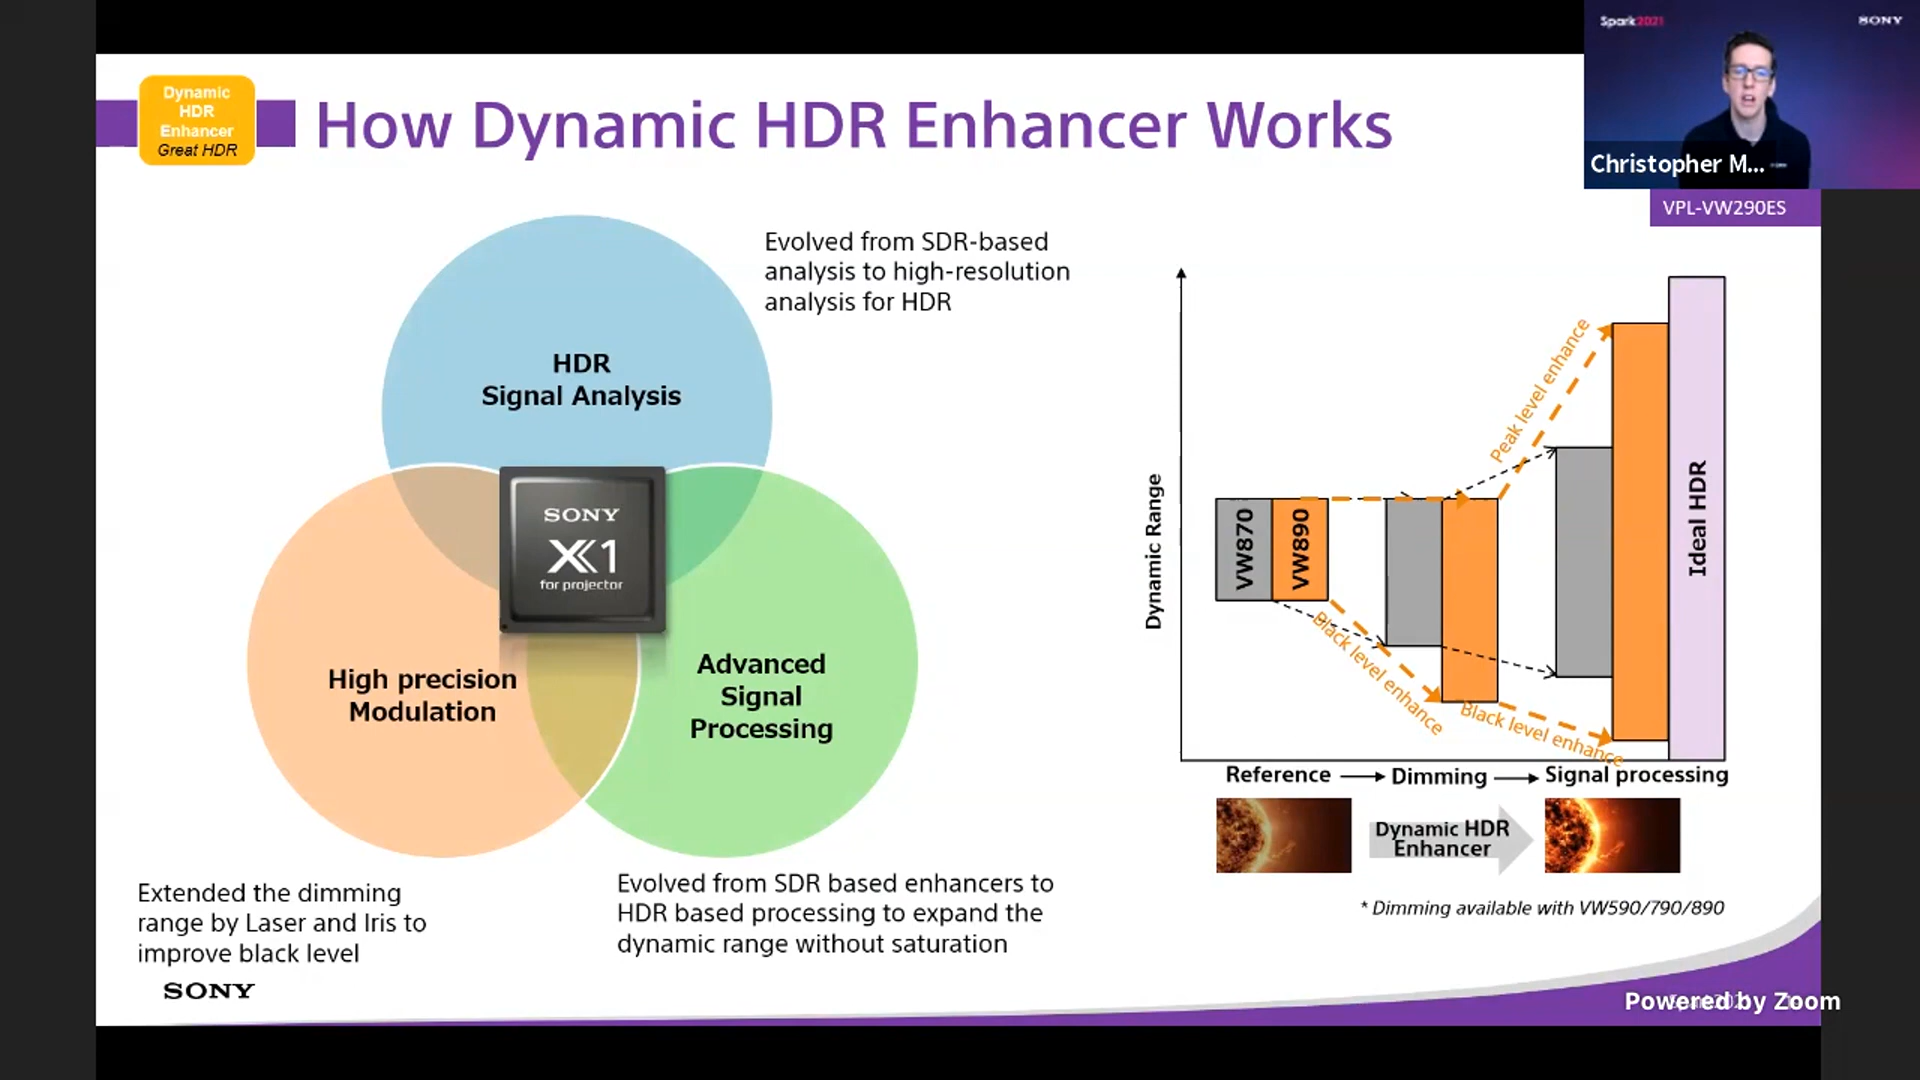 Spark2021
SONY
Christopher M...
VPL-VW290ES
Dynamic
HDR
Enhancer
Great HDR
How Dynamic HDR Enhancer Works
Evolved from SDR-based
analysis to high-resolution
analysis for HDR
HDR
Signal Analysis
SONY
X1
for projector
High precision
Modulation
Advanced
Signal
Processing
Extended the dimming
range by Laser and Iris to
improve black level
Evolved from SDR based enhancers to
HDR based processing to expand the
dynamic range without saturation
Dynamic Range
VW870
VW890
Black level enhance
Black level enhance
Peak level enhance
Ideal HDR
Reference
Dimming
Signal processing
Dynamic HDR
Enhancer
* Dimming available with VW590/790/890
SONY
Powered by Zoom